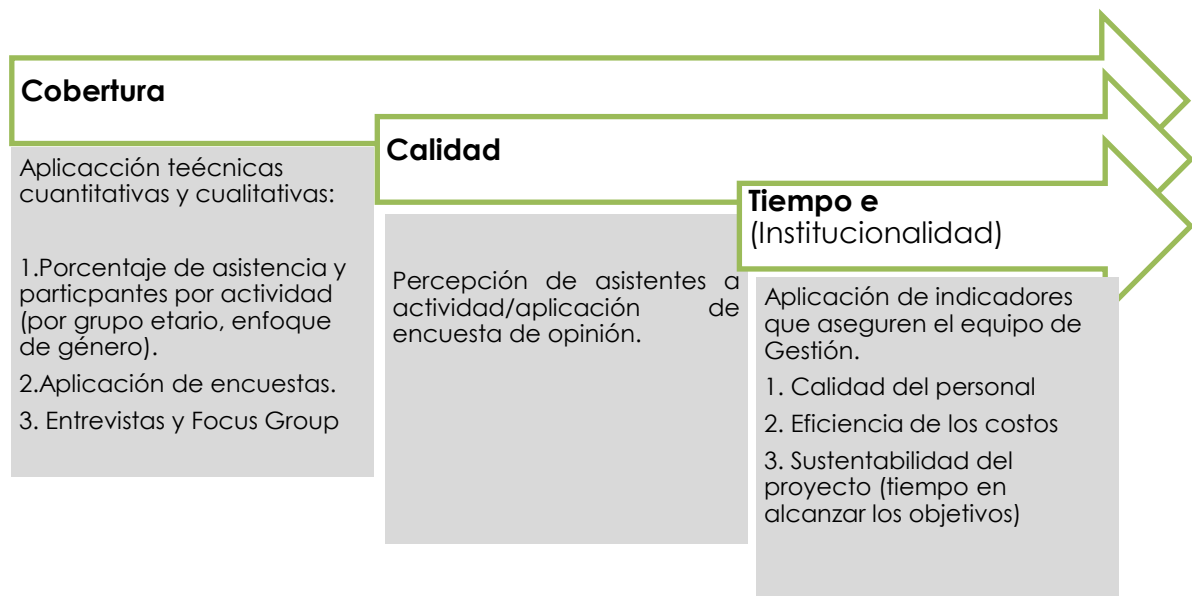 Cobertura
Aplicacción teécnicas
cuantitativas y cualitativas:
1.Porcentaje de asistencia y
particpantes por actividad
(por grupo etario, enfoque
de género).
2.Aplicación de encuestas.
3. Entrevistas y Focus Group
Calidad
Percepción de asistentes a
actividad/aplicación de
encuesta de opinión.
Tiempo e
(Institucionalidad)
Aplicación de indicadores
que aseguren el equipo de
Gestión.
1. Calidad del personal
2. Eficiencia de los costos
3. Sustentabilidad del
proyecto (tiempo en
alcanzar los objetivos)